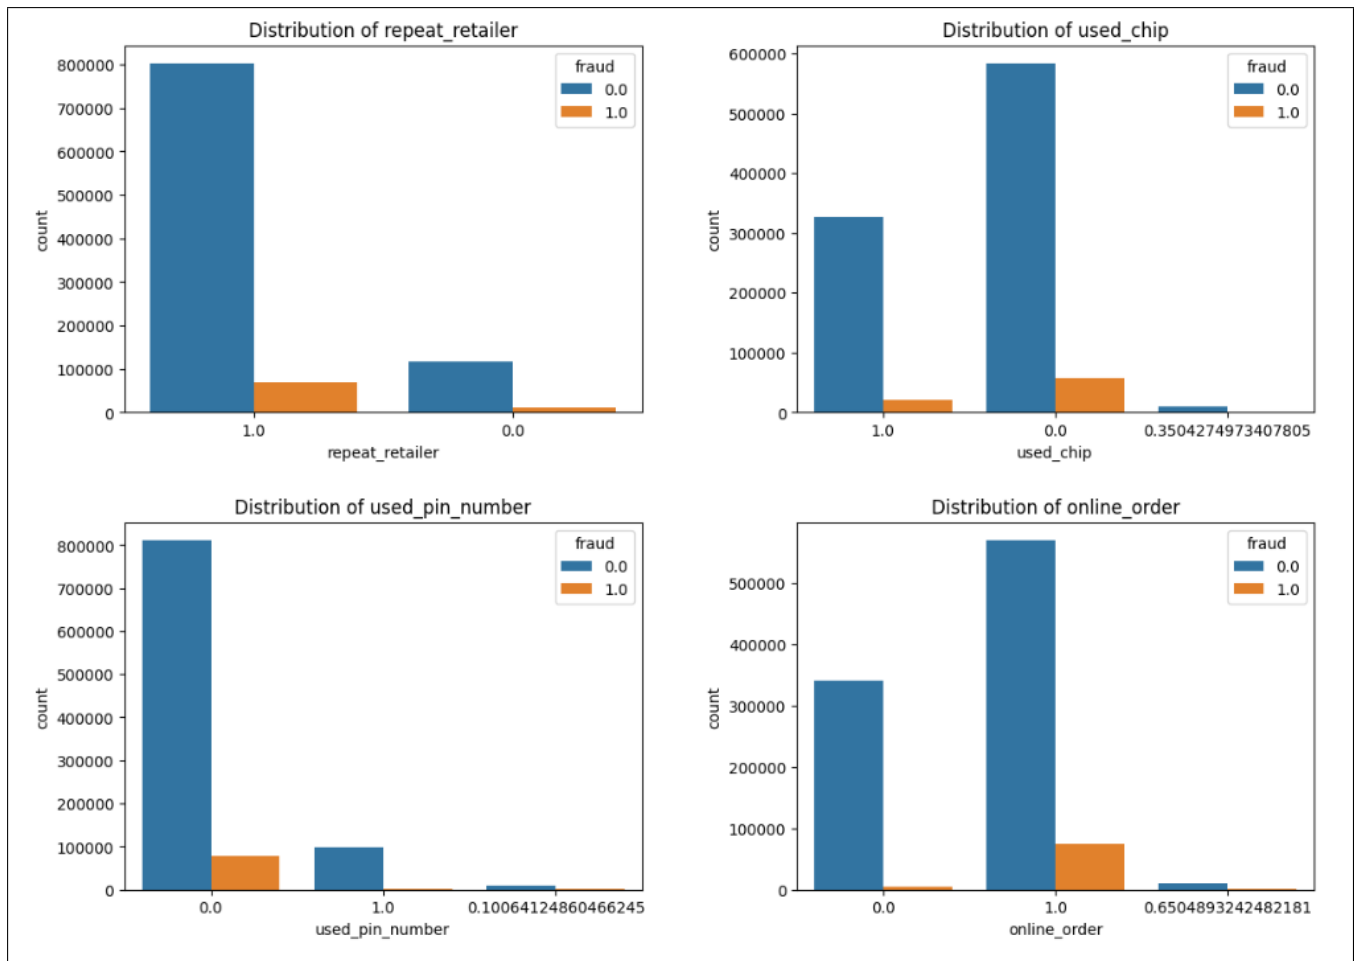 Distribution of repeat_retailer
800000
700000
600000
500000
400000
300000
200000
100000
0
count
fraud
0.0
1.0
1.0 0.0
repeat_retailer
Distribution of used_chip
600000
500000
400000
300000
200000
100000
0
count
fraud
0.0
1.0
1.0 0.0 0.3504274973407805
used_chip
Distribution of used_pin_number
800000
700000
600000
500000
400000
300000
200000
100000
0
count
fraud
0.0
1.0
0.0 1.0 0.10064124860466245
used_pin_number
Distribution of online_order
500000
400000
300000
200000
100000
0
count
fraud
0.0
1.0
0.0 1.0 0.6504893242482181
online_order